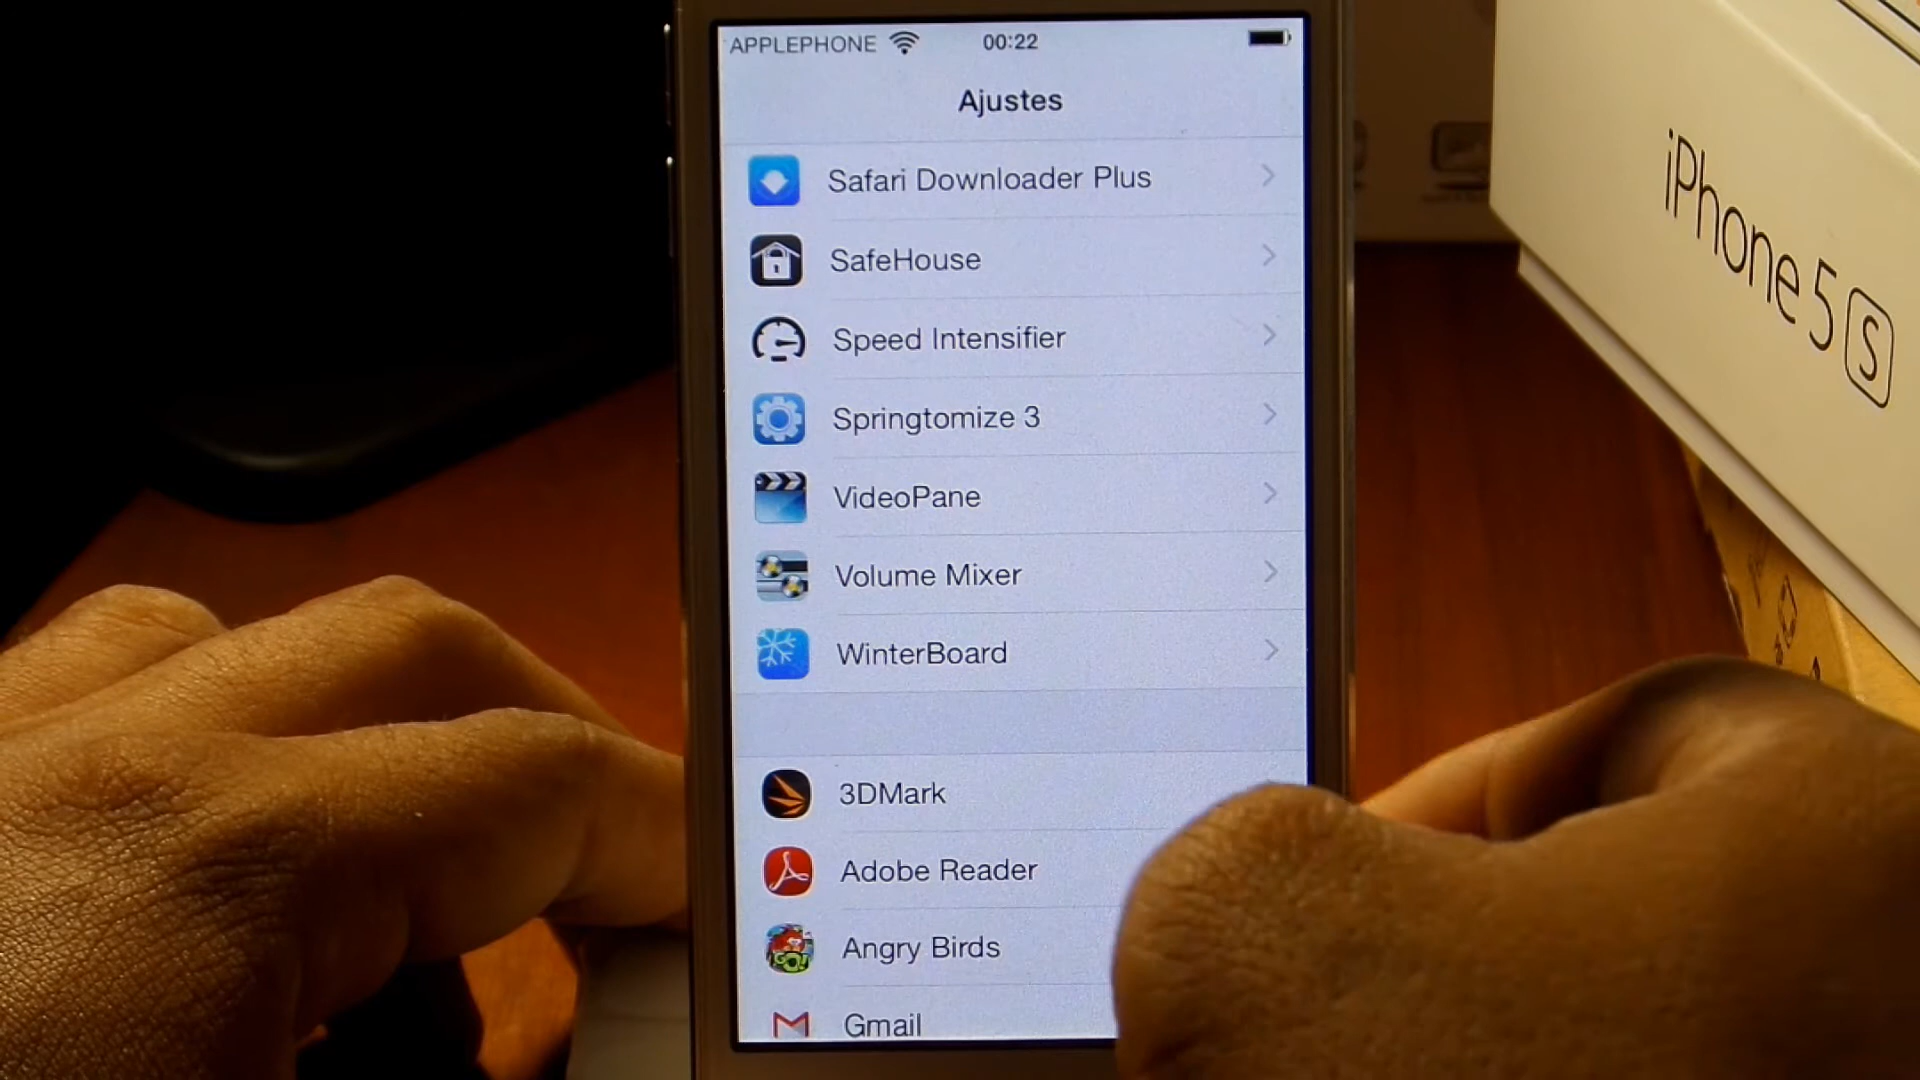 APPLEPHONE 00:22
Ajustes
Safari Downloader Plus
SafeHouse
Speed Intensifier
Springtomize 3
VideoPane
Volume Mixer
WinterBoard
3DMark
Adobe Reader
GO!
Angry Birds
Gmail
iPhone 5S